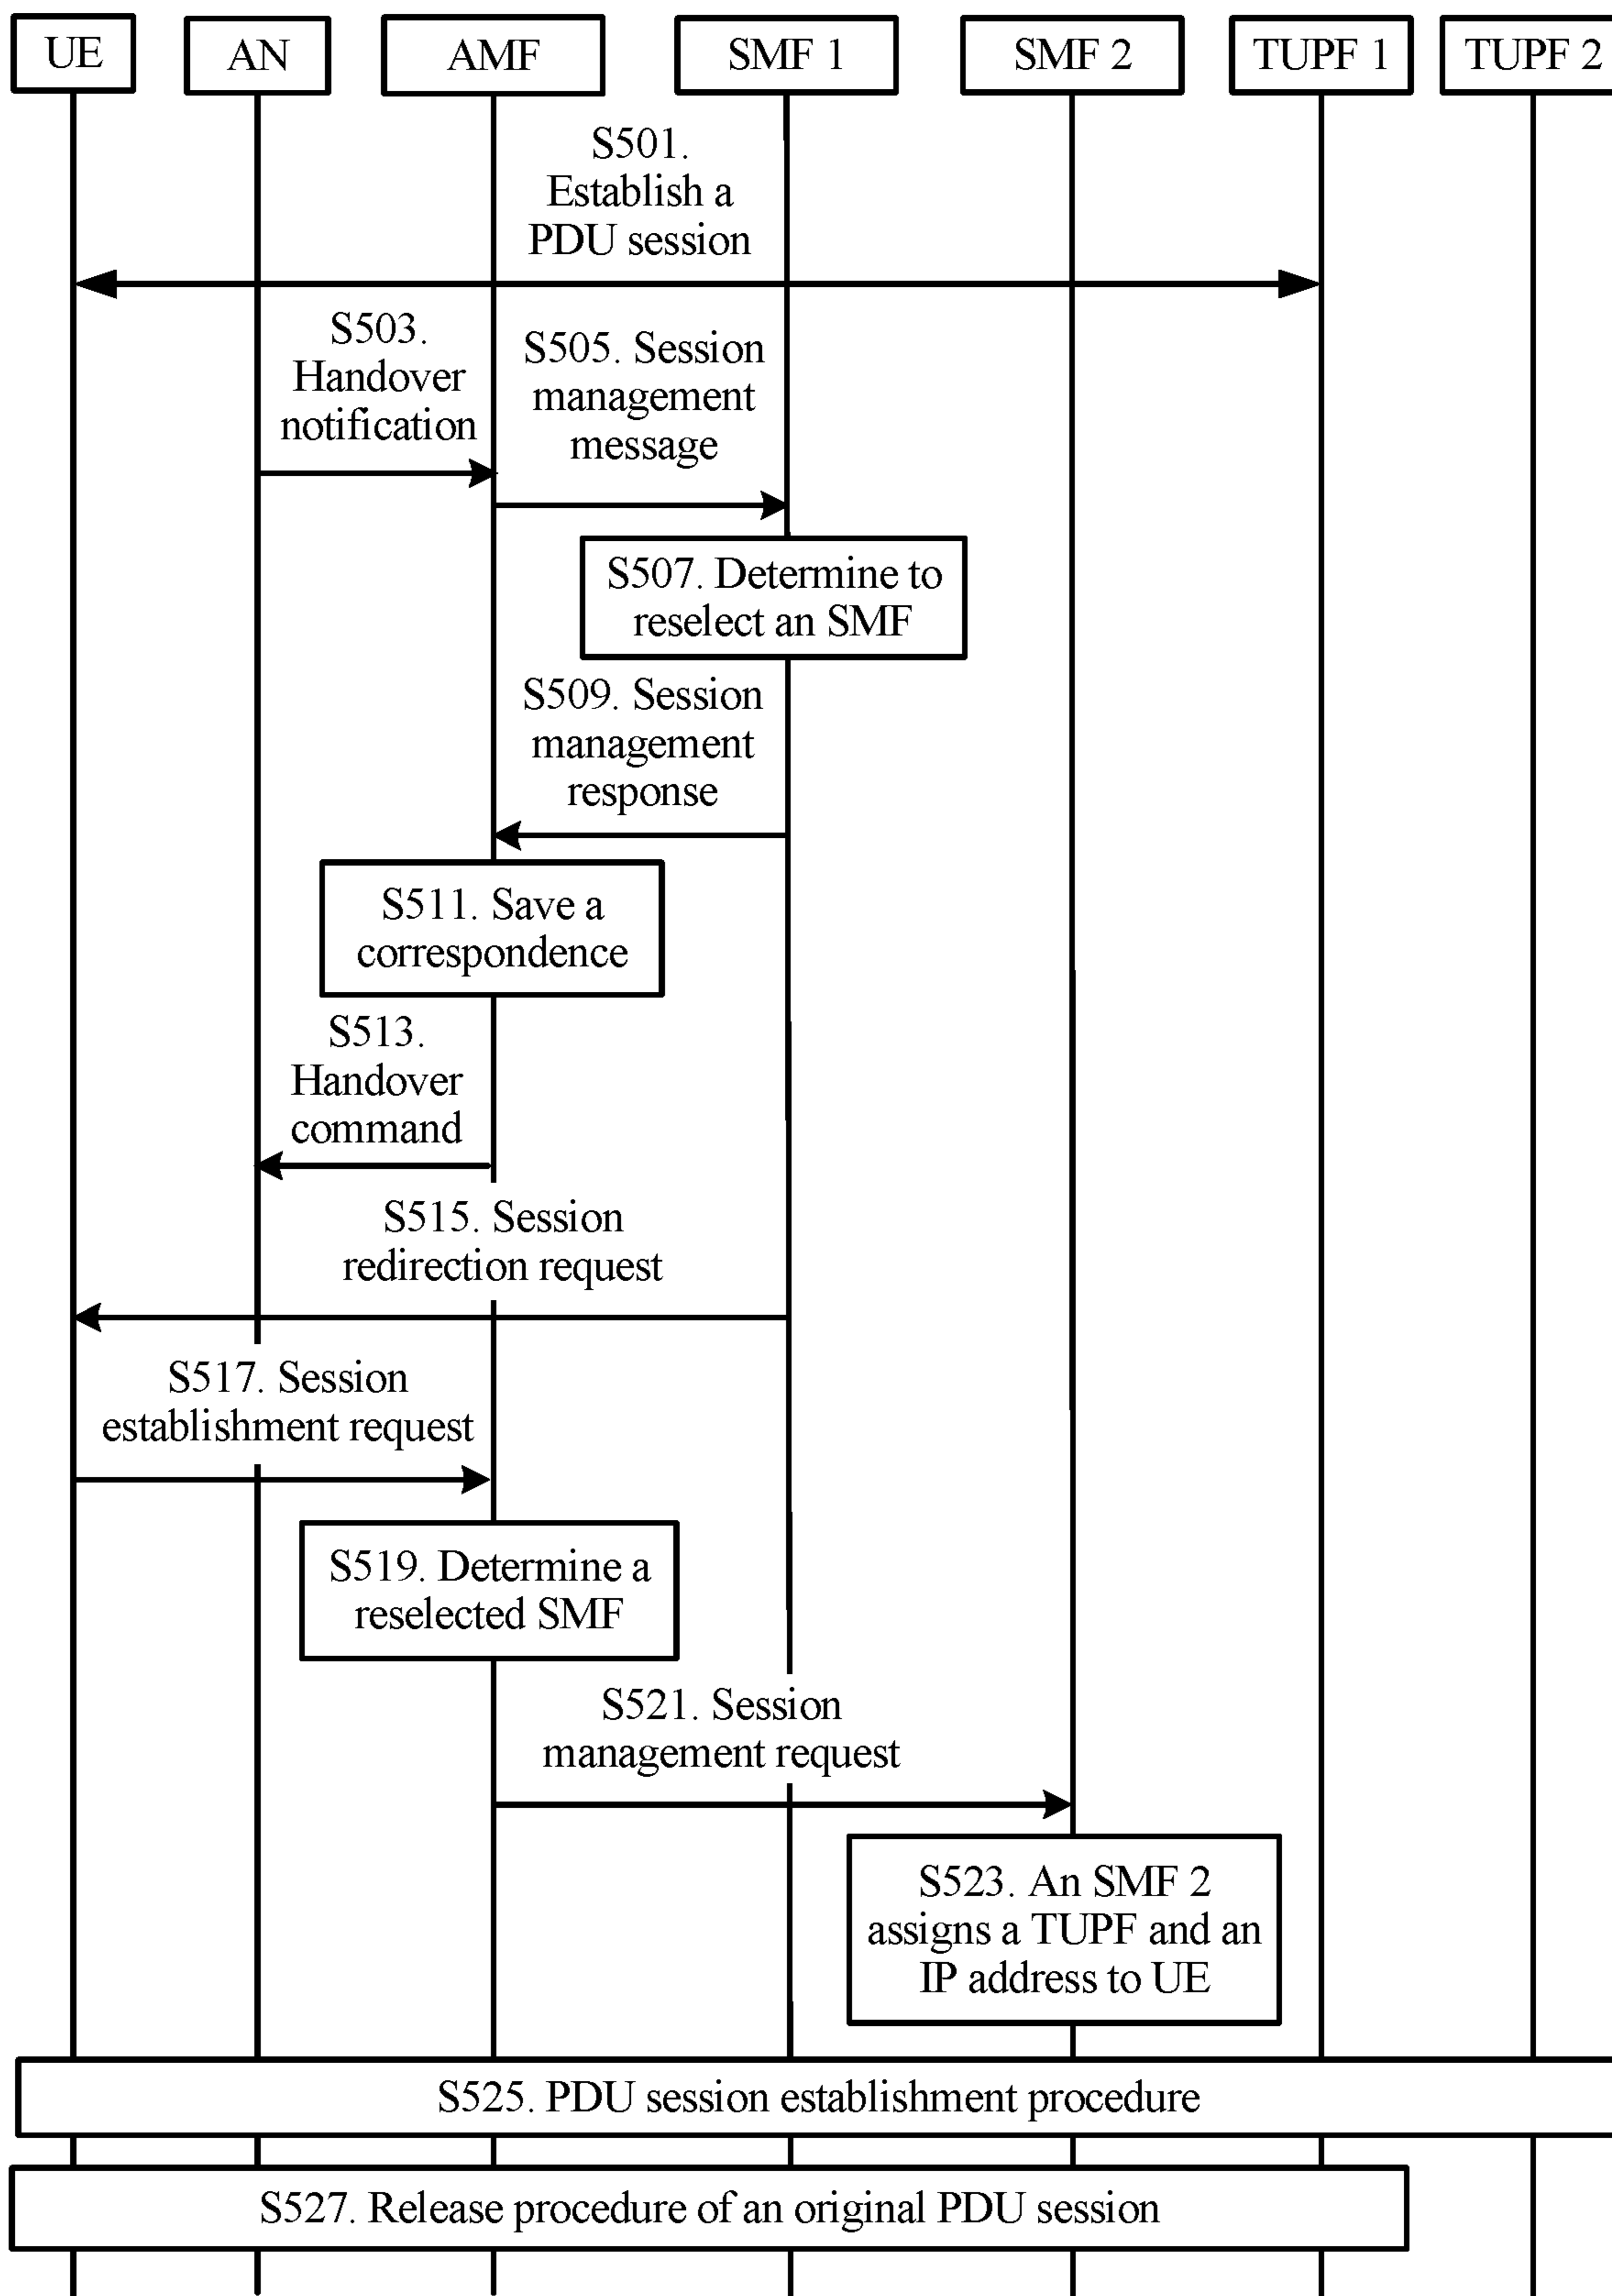 UE
AN
AMF
SMF 1
SMF 2
TUPF 1
TUPF 2
S501.
Establish a
PDU session
S503.
Handover
notification
S505. Session
management
message
S507. Determine to
reselect an SMF
S509. Session
management
response
S511. Save a
correspondence
S513.
Handover
command
S515. Session
redirection request
S517. Session
establishment request
S519. Determine a
reselected SMF
S521. Session
management request
S523. An SMF 2
assigns a TUPF and an
IP address to UE
S525. PDU session establishment procedure
S527. Release procedure of an original PDU session